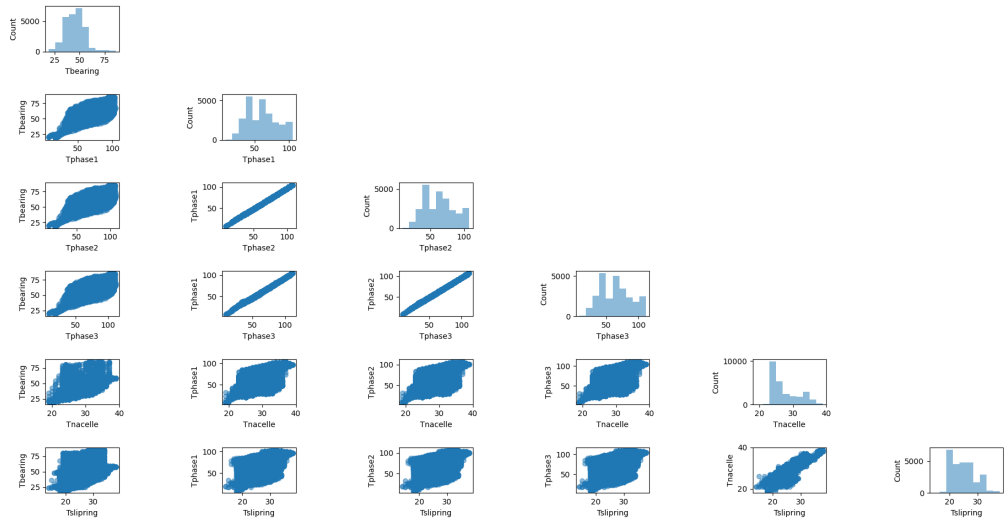 5000
Count
0
25 50 75
Tbearing
75
Tbearing
50
25
50 100
Tphase1
5000
Count
0
50 100
Tphase1
75
Tbearing
50
25
50 100
Tphase2
100
Tphase1
50
50 100
Tphase2
5000
Count
0
50 100
Tphase2
75
Tbearing
50
25
50 100
Tphase3
100
Tphase1
50
50 100
Tphase3
100
Tphase2
50
50 100
Tphase3
5000
Count
0
50 100
Tphase3
75
Tbearing
50
25
20 30 40
Tnacelle
100
Tphase1
50
20 30 40
Tnacelle
100
Tphase2
50
20 30 40
Tnacelle
100
Tphase3
50
20 30 40
Tnacelle
10000
Count
0
20 30 40
Tnacelle
75
Tbearing
50
25
20 30
Tslipring
100
Tphase1
50
20 30
Tslipring
100
Tphase2
50
20 30
Tslipring
100
Tphase3
50
20 30
Tslipring
40
Tnacelle
20
20 30
Tslipring
5000
Count
0
20 30
Tslipring